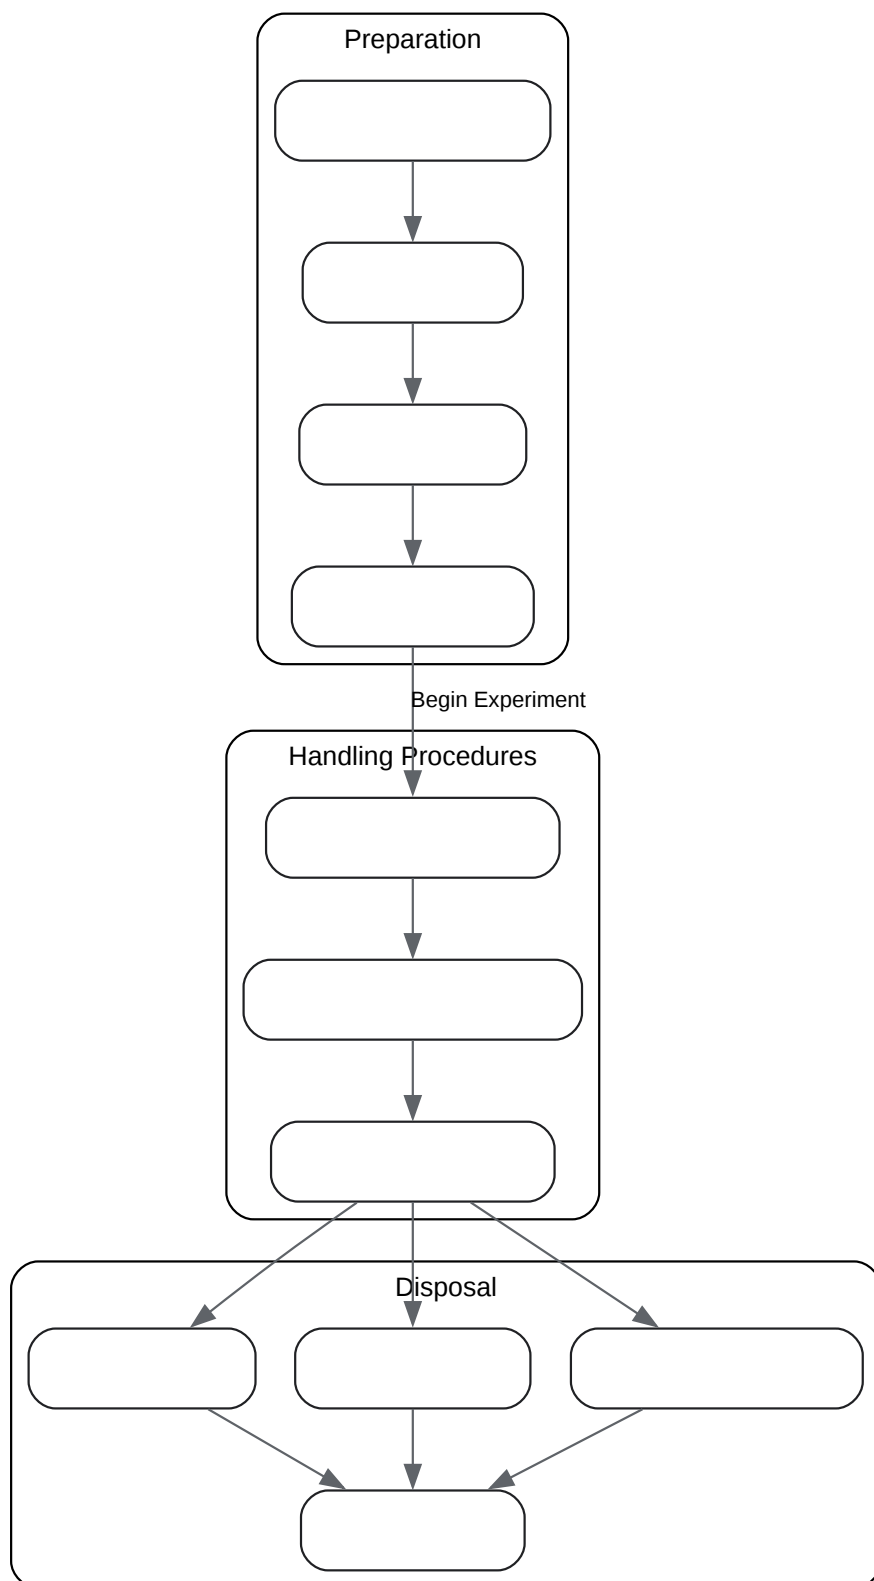 Preparation
Begin Experiment
Handling Procedures
Disposal